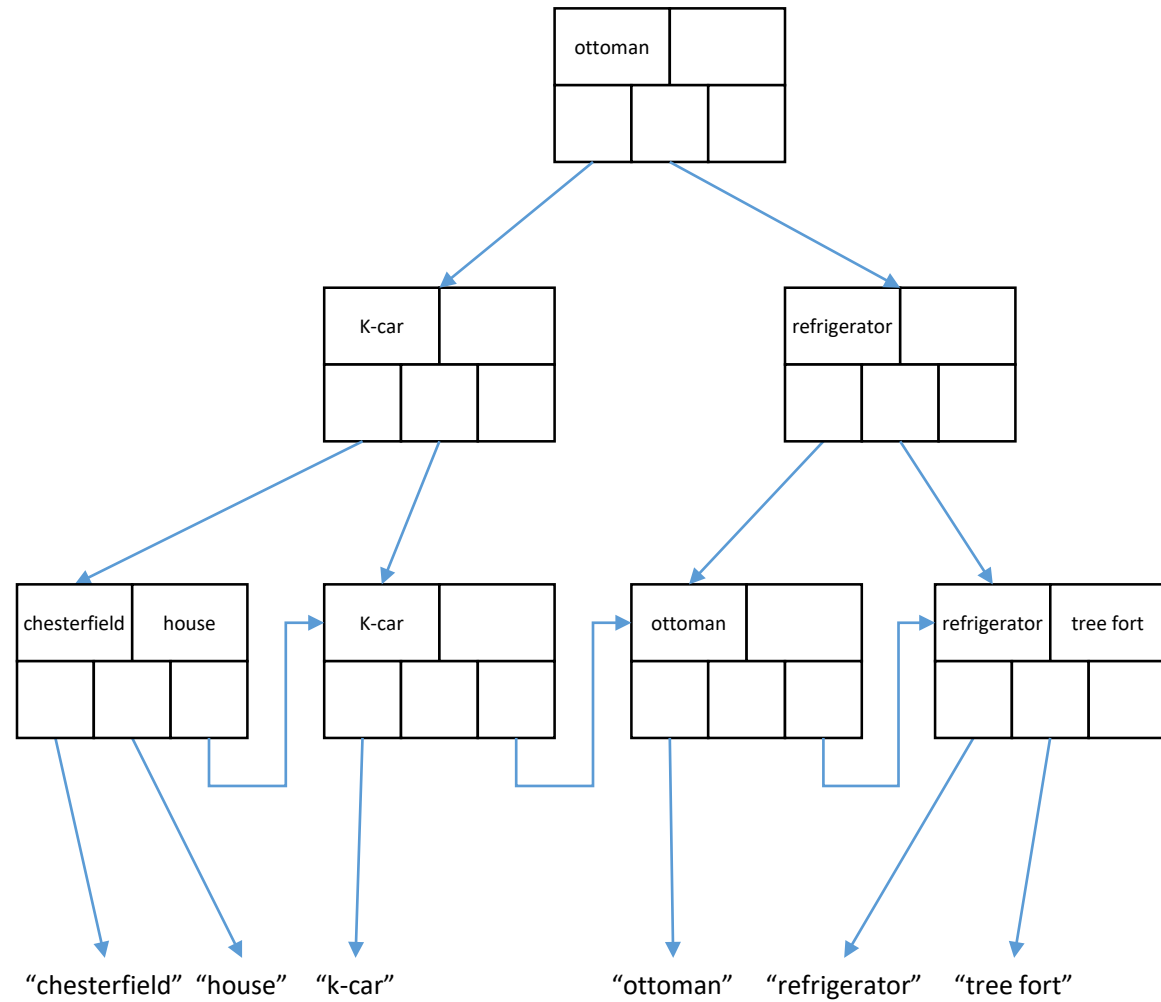 ottoman
K-car
refrigerator
chesterfield house
K-car
ottoman
refrigerator tree fort
“chesterfield” “house” “k-car” “ottoman” “refrigerator” “tree fort”